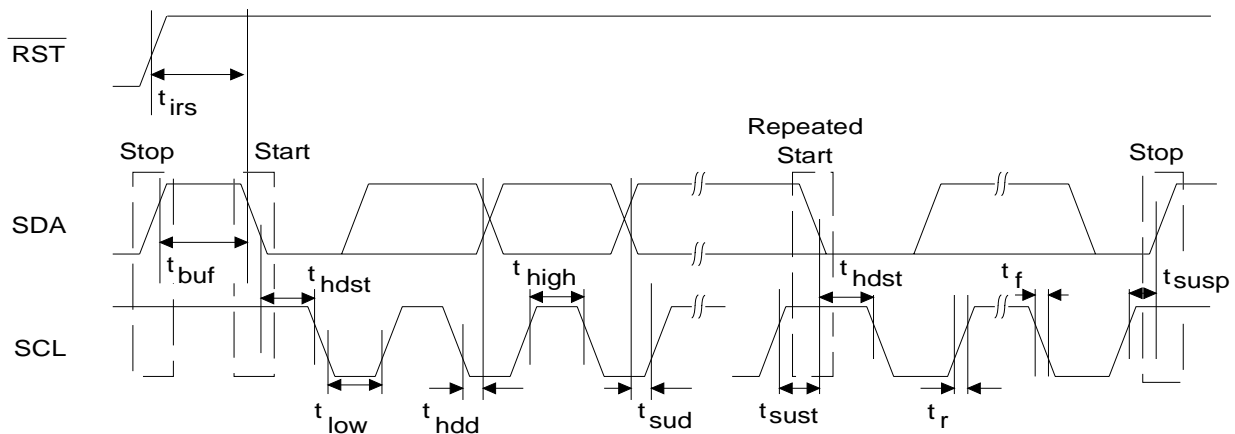 RST
t irs
Repeated
Stop Start Start Stop
SDA
t buf t hdst t high t hdst t f t susp
SCL
t low t hdd t sud t sust t r